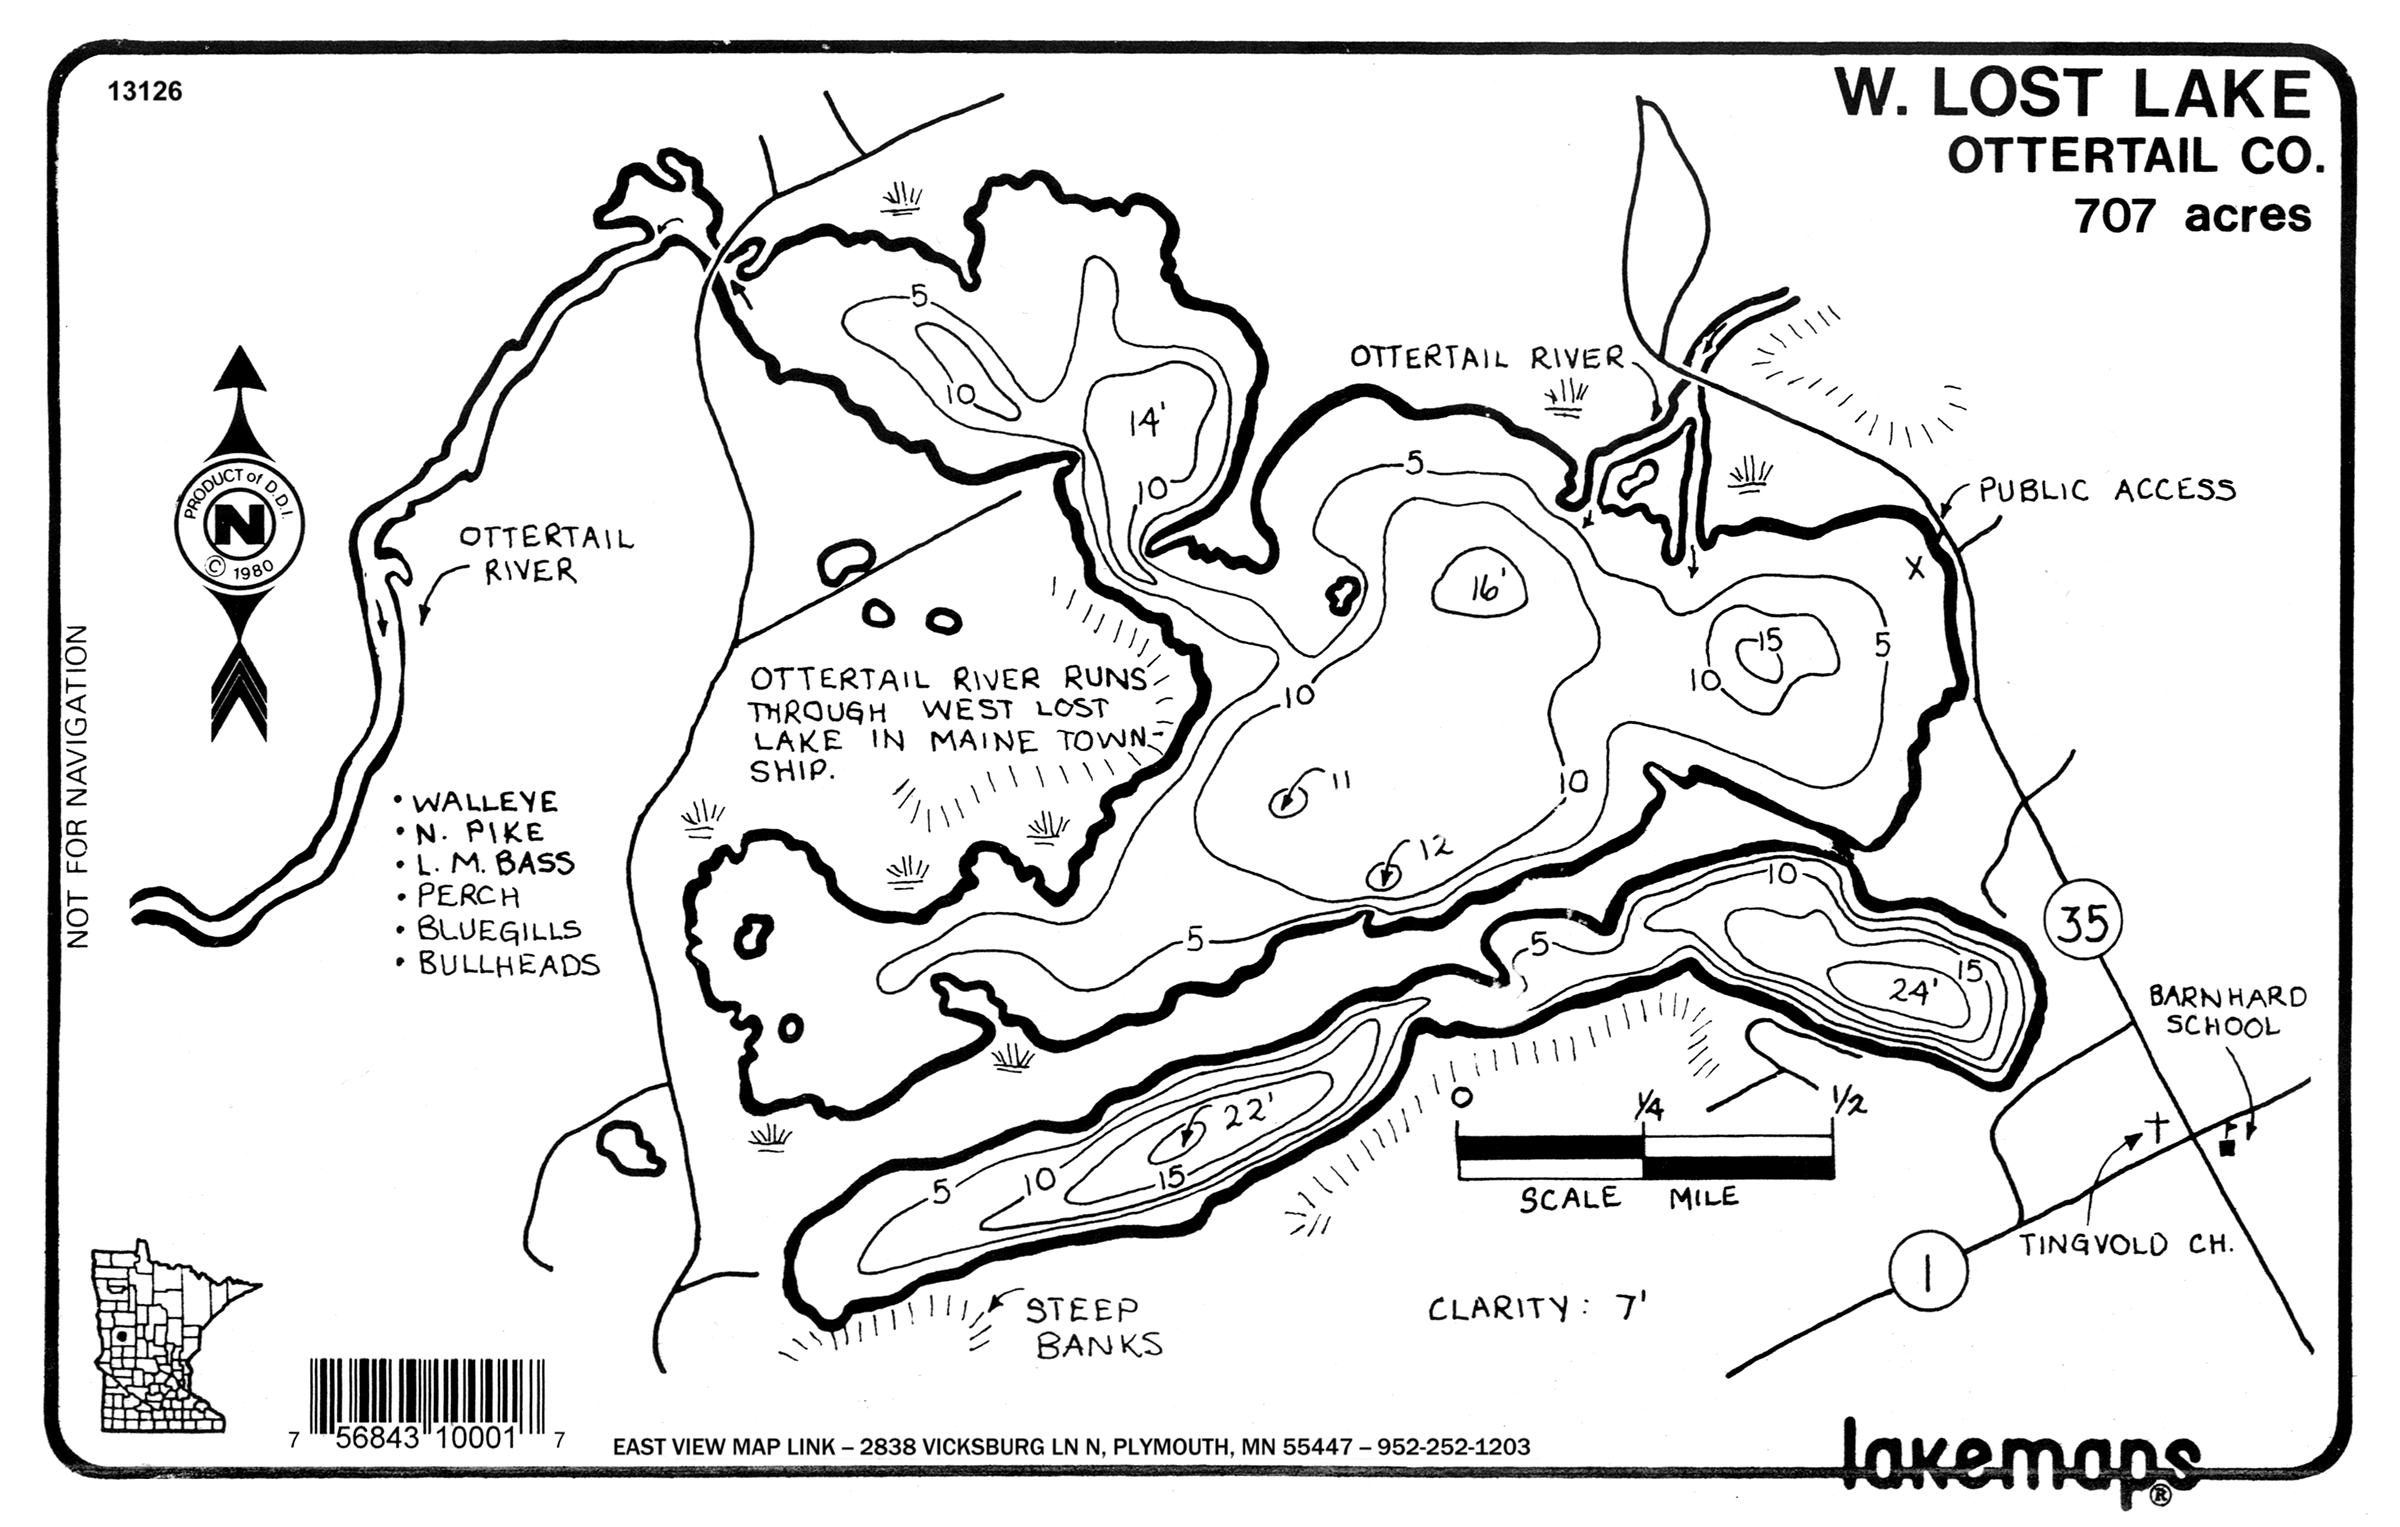 13126
W. LOST LAKE
OTTERTAIL CO.
707 acres
5
10
14'
10
OTTERTAIL RIVER
5
PUBLIC ACCESS
PRODUCT of D.D.I.
N
© 1980
OTTERTAIL
RIVER
X
16'
15
5
10
10
OTTERTAIL RIVER RUNS
THROUGH WEST LOST
LAKE IN MAINE TOWN-
SHIP.
11
10
12
NOT FOR NAVIGATION
• WALLEYE
• N. PIKE
• L. M. BASS
• PERCH
• BLUEGILLS
• BULLHEADS
10
35
5
5
15
24'
BARNHARD
SCHOOL
0
1/4
1/2
22'
15
10
5
SCALE MILE
TINGVOLD CH.
1
STEEP
BANKS
CLARITY: 7'
7 56843 10001 7
EAST VIEW MAP LINK – 2838 VICKSBURG LN N, PLYMOUTH, MN 55447 – 952-252-1203
lakemaps®